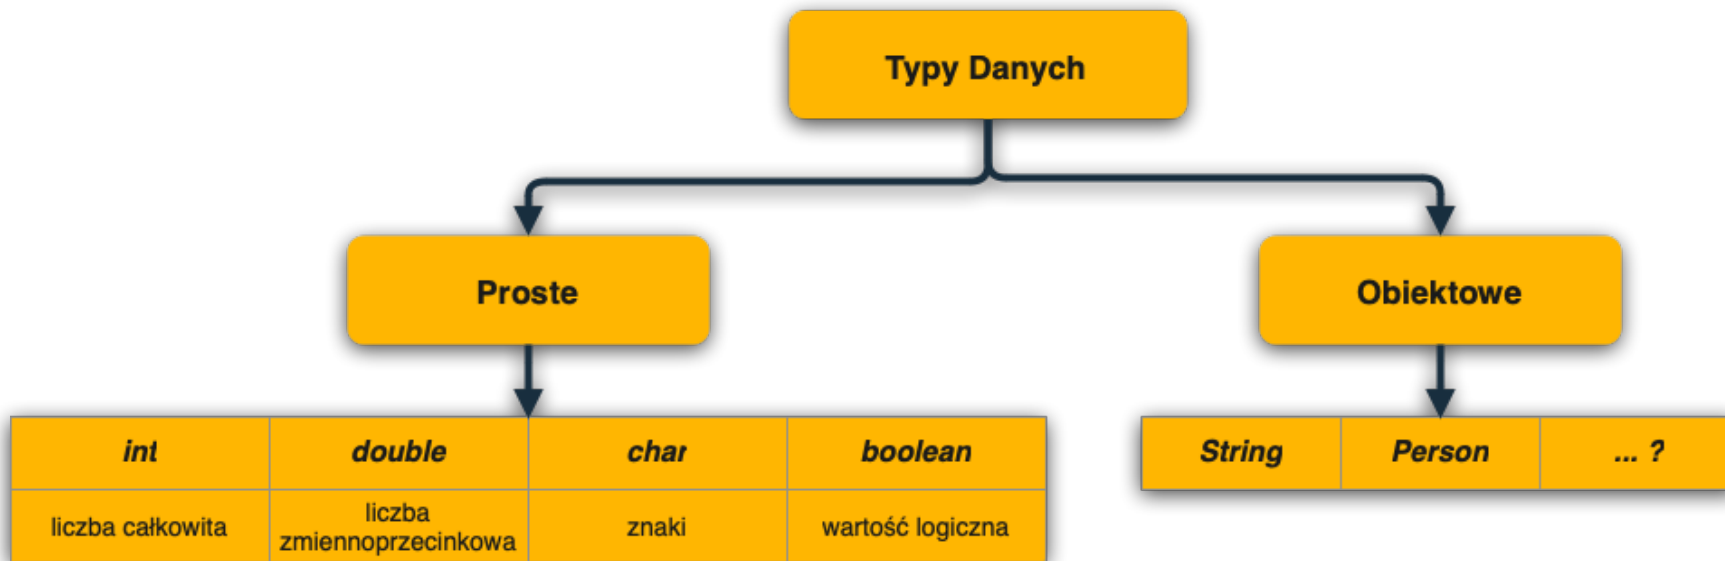 Typy Danych
Proste
Obiektowe
int
double
char
boolean
String
Person
... ?
liczba całkowita
liczba
zmiennoprzecinkowa
znaki
wartość logiczna